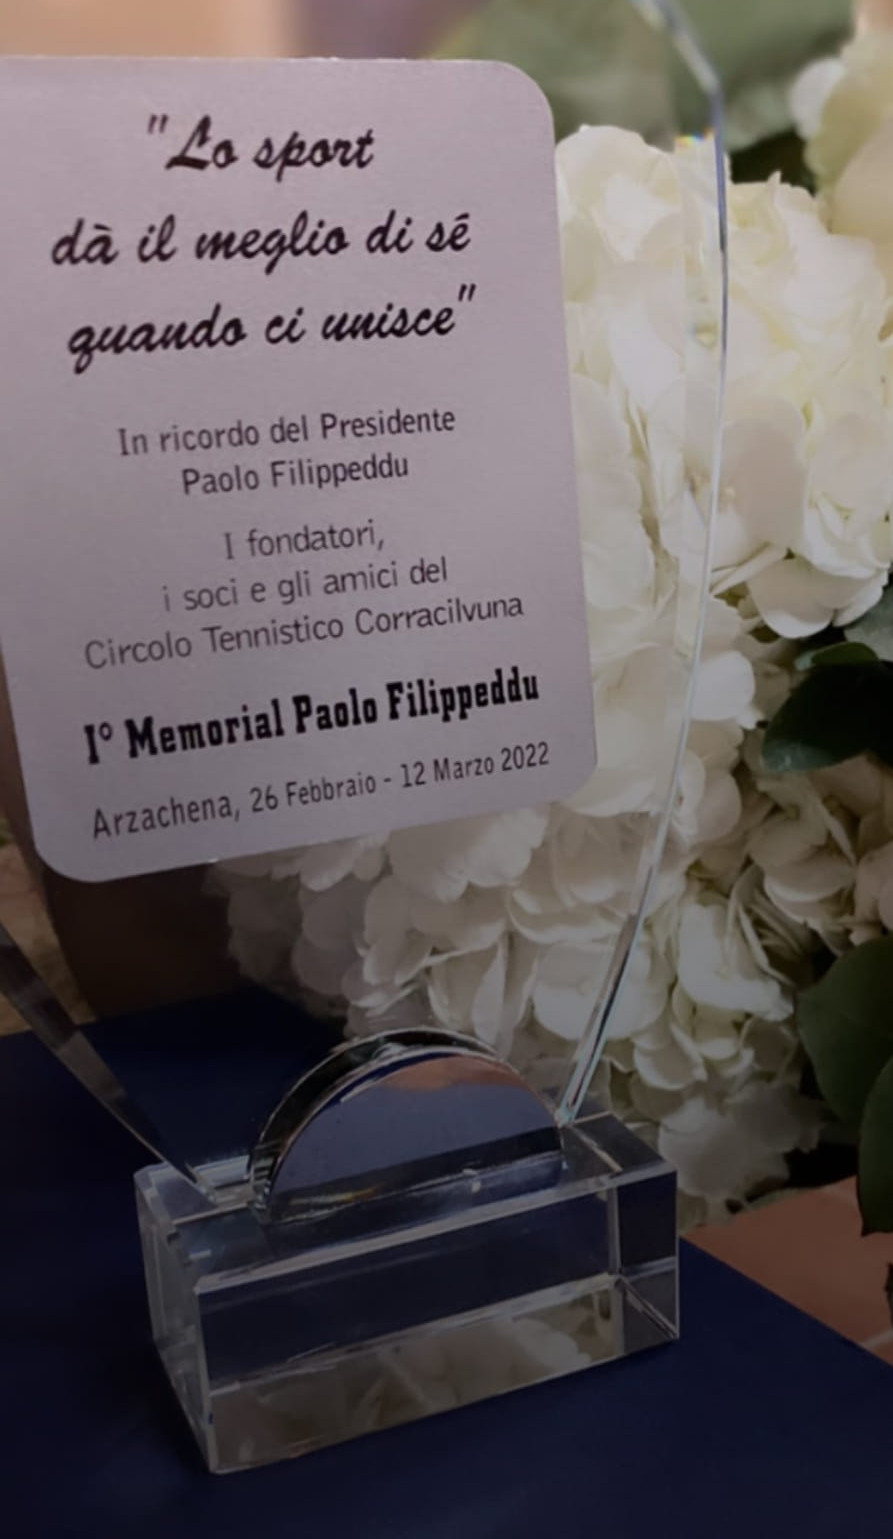 "Lo sport
dà il meglio di sé
quando ci unisce"
In ricordo del Presidente
Paolo Filippeddu
I fondatori,
i soci e gli amici del
Circolo Tennistico Corracilvuna
I° Memorial Paolo Filippeddu
Arzachena, 26 Febbraio - 12 Marzo 2022